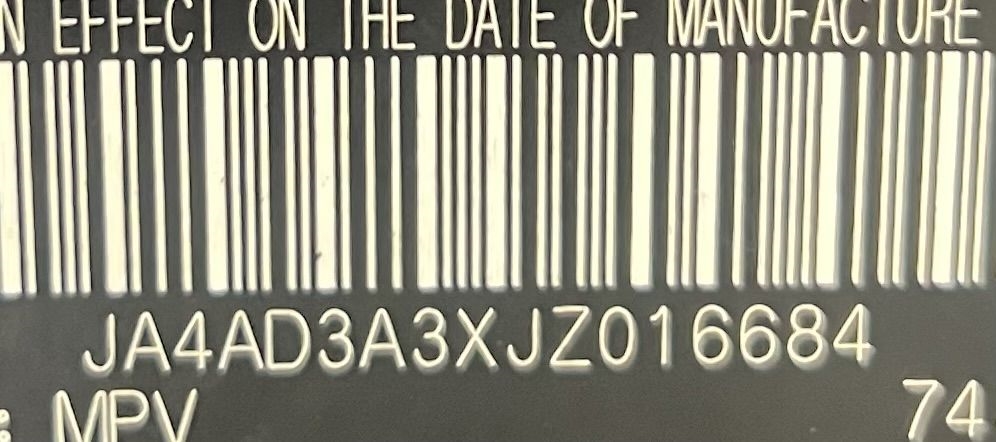 N EFFECT ON THE DATE OF MANUFACTURE
JA4AD3A3XJZ016684
: MPV 74